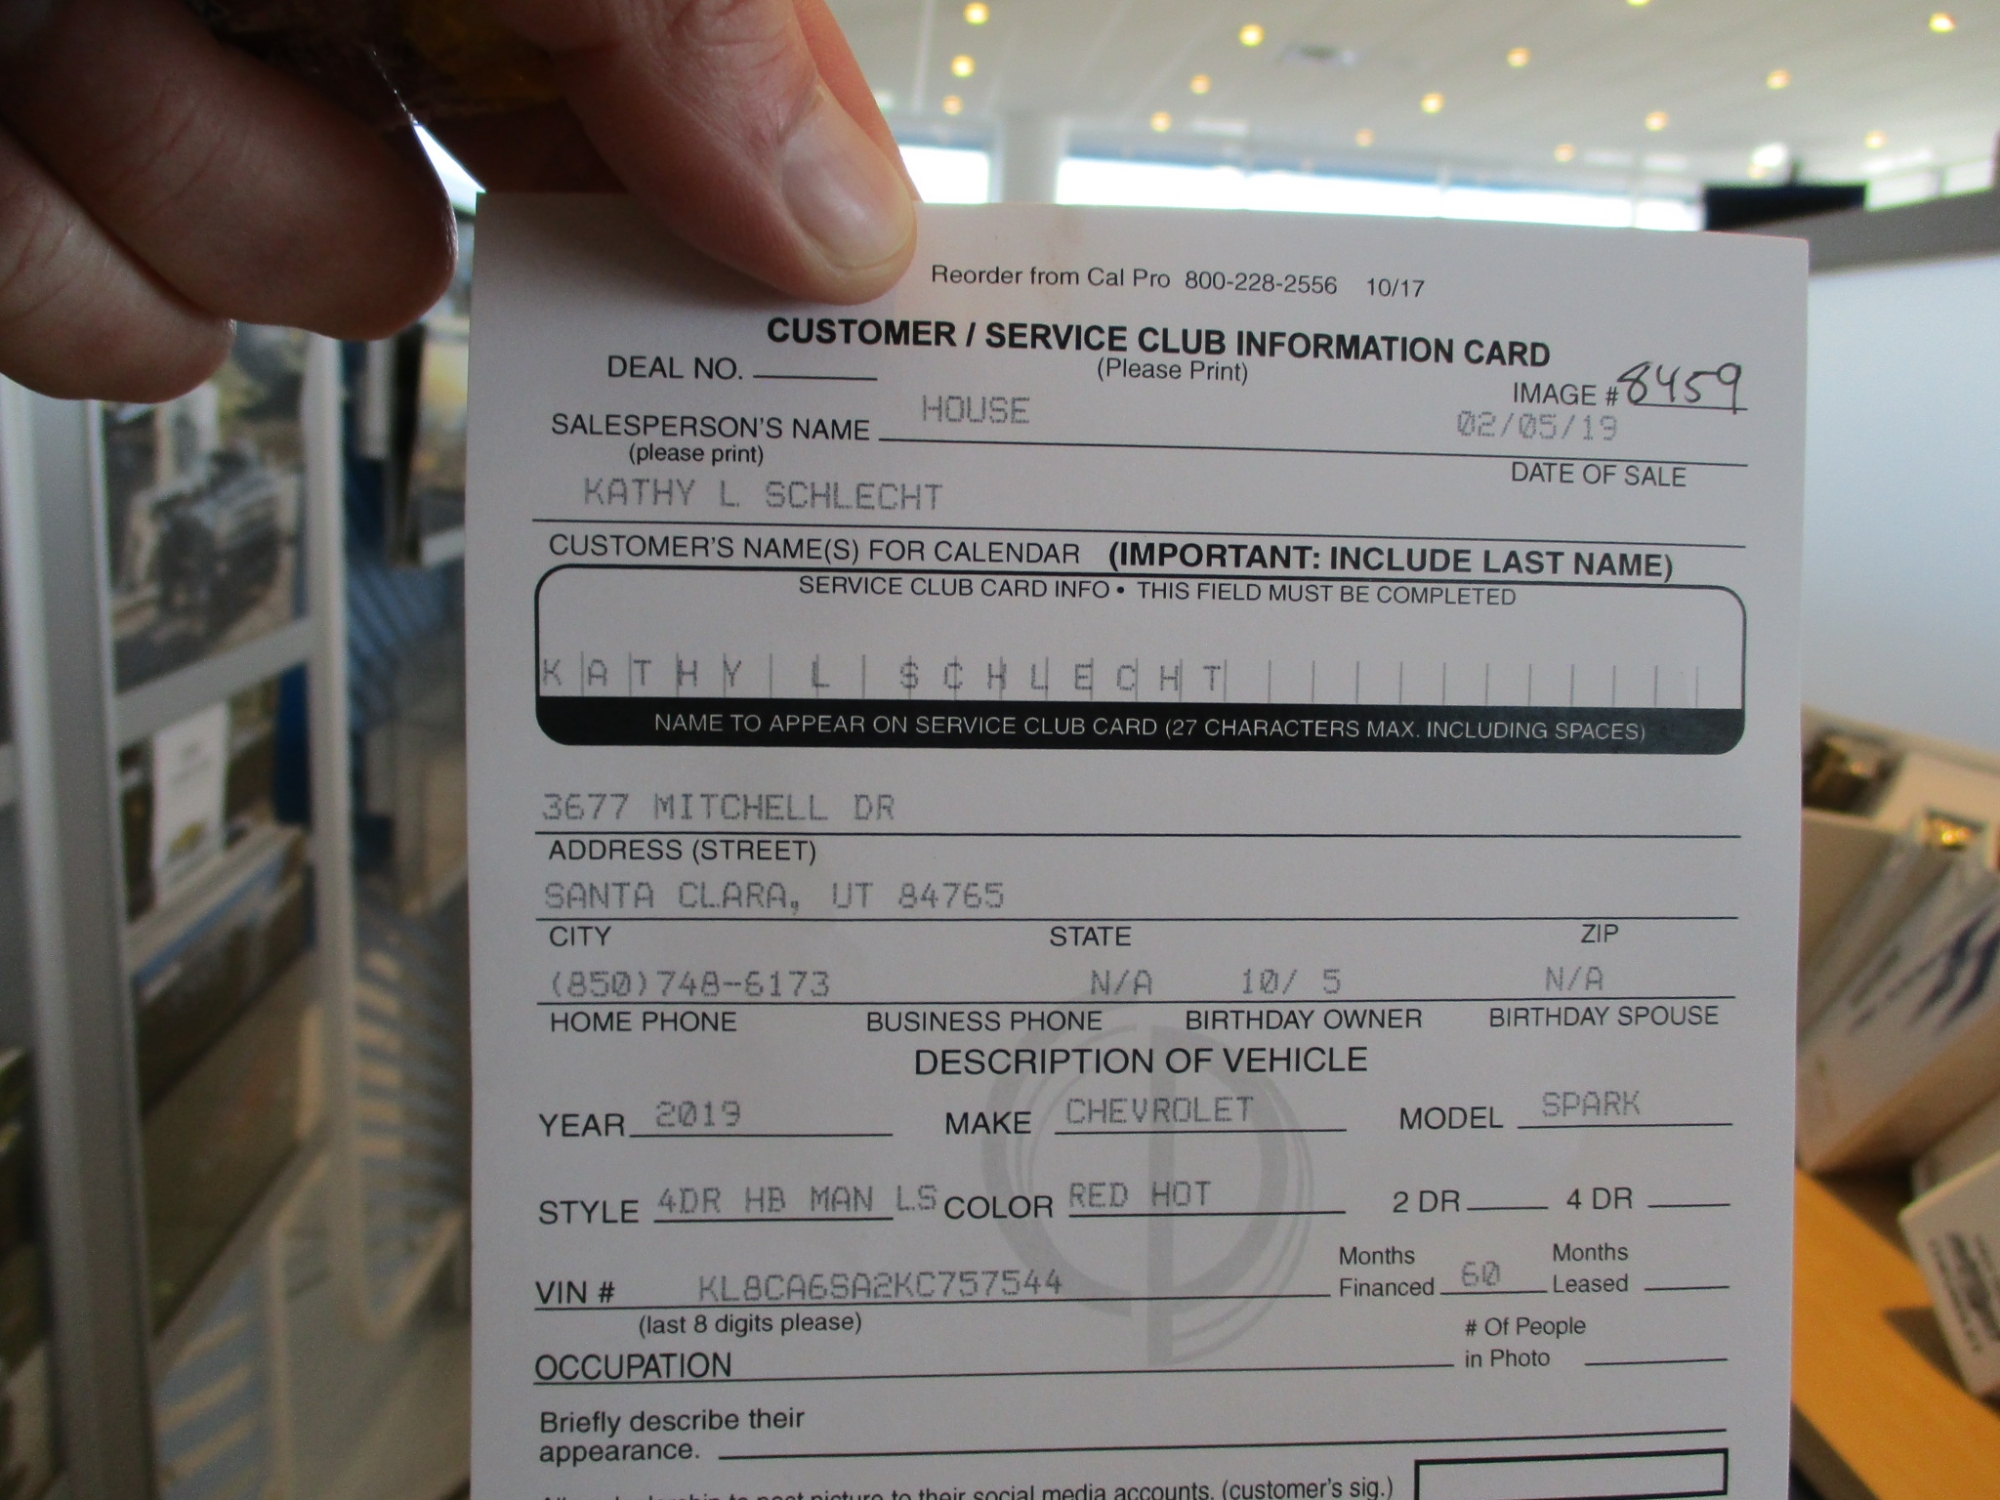 Reorder from Cal Pro 800-228-2556 10/17
CUSTOMER / SERVICE CLUB INFORMATION CARD
DEAL NO. (Please Print) IMAGE # 8459
SALESPERSON'S NAME HOUSE 02/05/19
(please print) DATE OF SALE
KATHY L SCHLECHT
CUSTOMER'S NAME(S) FOR CALENDAR (IMPORTANT: INCLUDE LAST NAME)
SERVICE CLUB CARD INFO • THIS FIELD MUST BE COMPLETED
KATHY L SCHLECHT
NAME TO APPEAR ON SERVICE CLUB CARD (27 CHARACTERS MAX. INCLUDING SPACES)
3677 MITCHELL DR
ADDRESS (STREET)
SANTA CLARA, UT 84765
CITY STATE ZIP
(850)748-6173 N/A 10/ 5 N/A
HOME PHONE BUSINESS PHONE BIRTHDAY OWNER BIRTHDAY SPOUSE
DESCRIPTION OF VEHICLE
YEAR 2019 MAKE CHEVROLET MODEL SPARK
STYLE 4DR HB MAN LS COLOR RED HOT 2 DR 4 DR
VIN # KL8CA6SA2KC757544 Months Financed 60 Months Leased
(last 8 digits please) # Of People
OCCUPATION in Photo
Briefly describe their
appearance.
to post picture to their social media accounts. (customer's sig.)